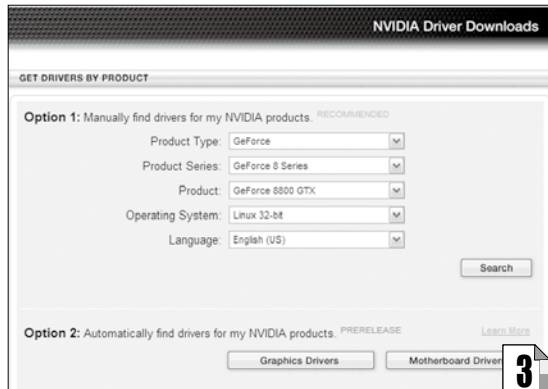 NVIDIA Driver Downloads
GET DRIVERS BY PRODUCT
Option 1: Manually find drivers for my NVIDIA products. RECOMMENDED
Product Type: GeForce
Product Series: GeForce 8 Series
Product: GeForce 8800 GTX
Operating System: Linux 32-bit
Language: English (US)
Search
Option 2: Automatically find drivers for my NVIDIA products. PRERELEASE Learn More
Graphics Drivers Motherboard Driver
3